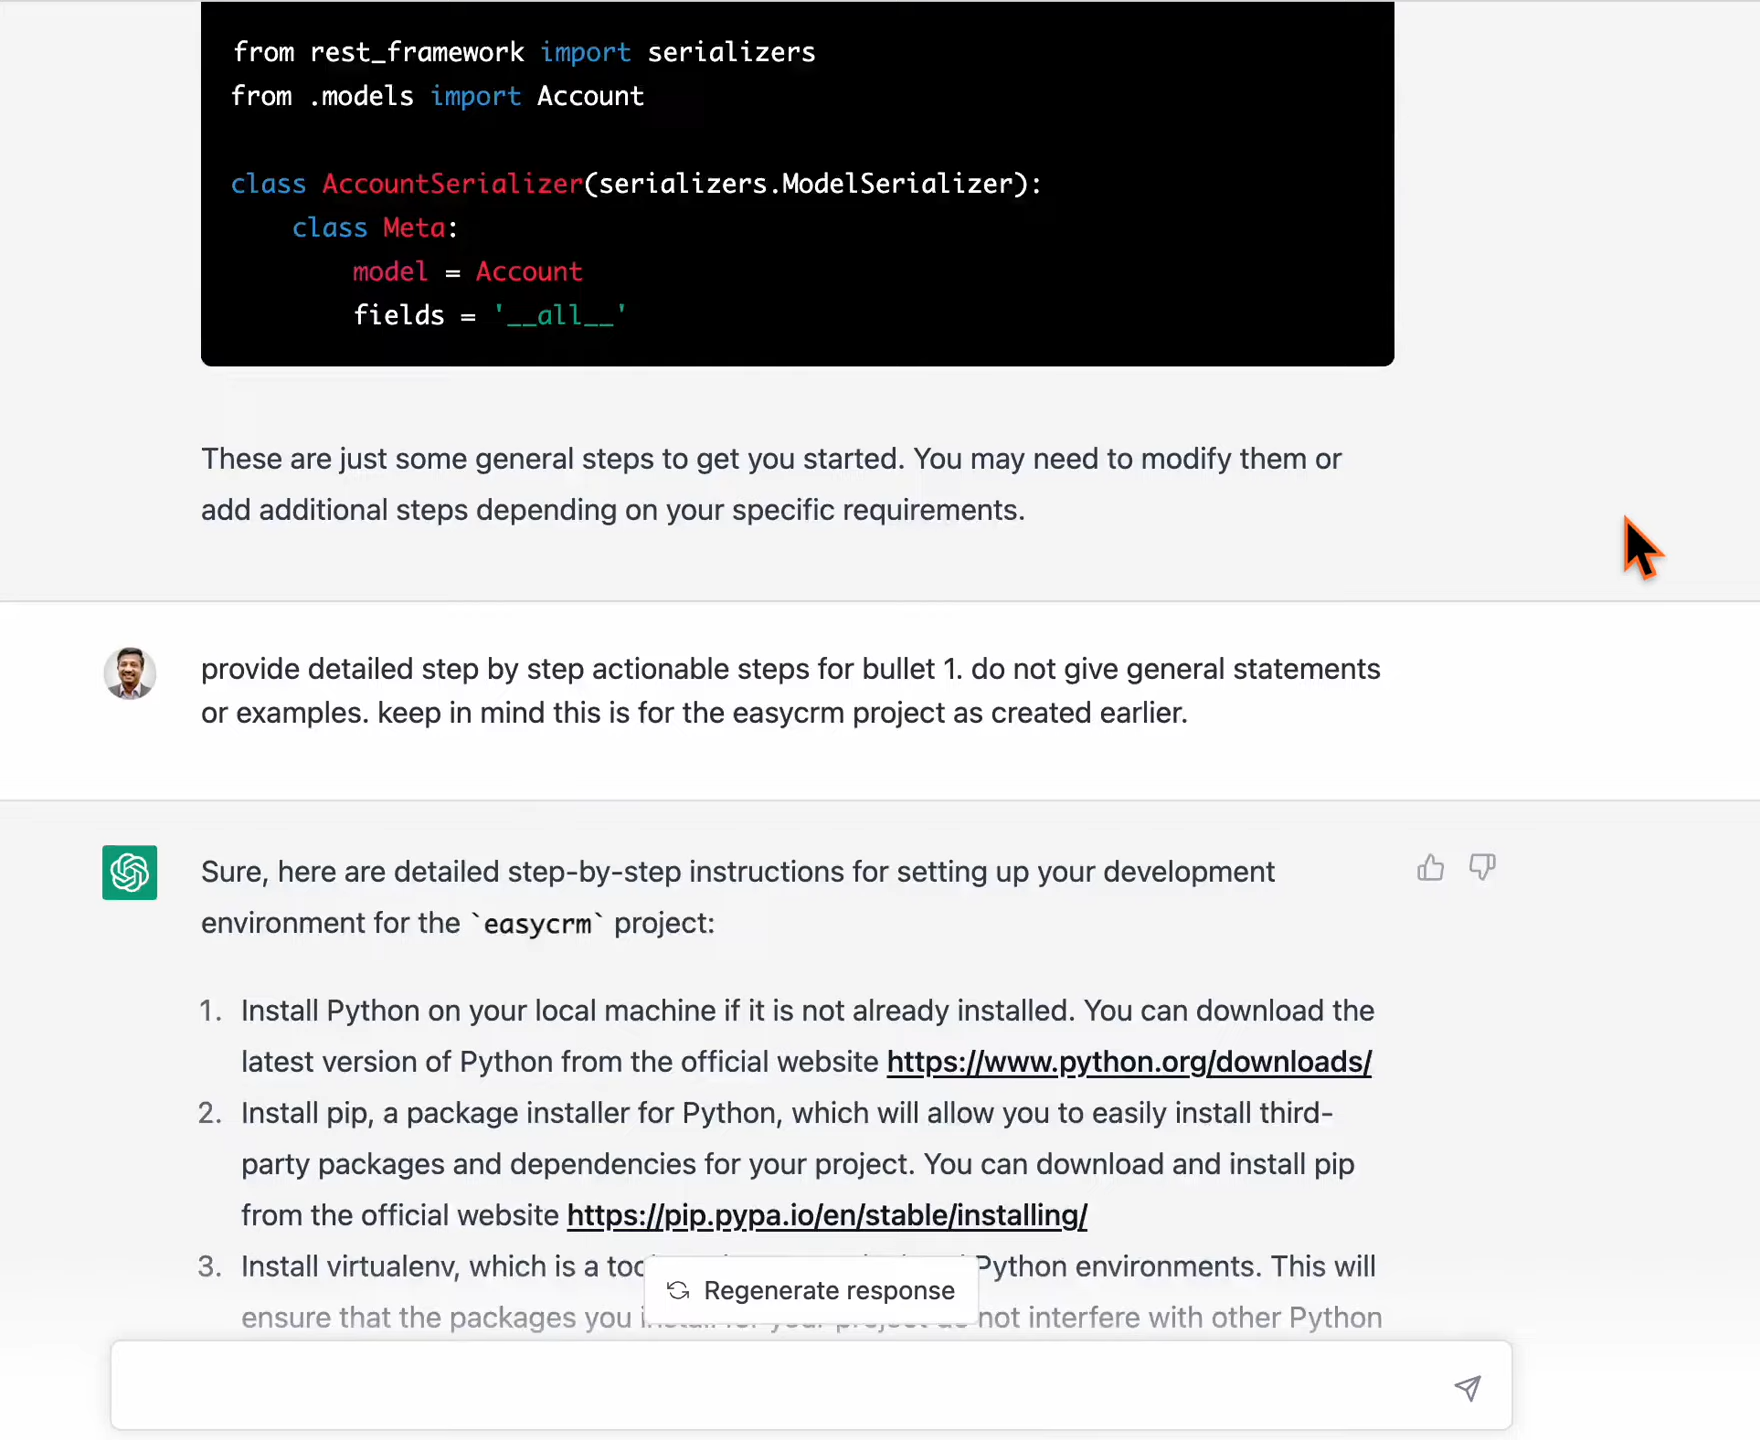 from rest_framework import serializers
from .models import Account
class AccountSerializer(serializers.ModelSerializer):
class Meta:
model = Account
fields = '__all__'
These are just some general steps to get you started. You may need to modify them or
add additional steps depending on your specific requirements.
provide detailed step by step actionable steps for bullet 1. do not give general statements
or examples. keep in mind this is for the easycrm project as created earlier.
Sure, here are detailed step-by-step instructions for setting up your development
environment for the `easycrm` project:
1. Install Python on your local machine if it is not already installed. You can download the
latest version of Python from the official website https://www.python.org/downloads/
2. Install pip, a package installer for Python, which will allow you to easily install third-
party packages and dependencies for your project. You can download and install pip
from the official website https://pip.pypa.io/en/stable/installing/
3. Install virtualenv, which is a Python environments. This will
Regenerate response
ensure that the packages you not interfere with other Python